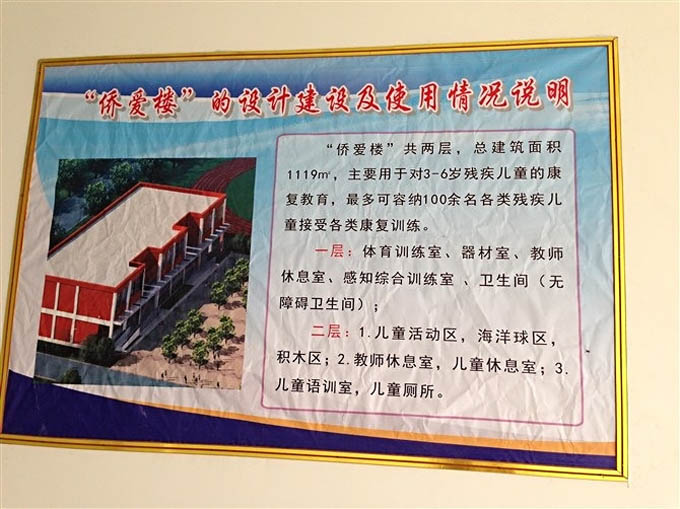 “侨爱楼”的设计建设及使用情况说明
“侨爱楼”共两层，总建筑面积
1119㎡，主要用于对3-6岁残疾儿童的康
复教育，最多可容纳100余名各类残疾儿
童接受各类康复训练。
一层：体育训练室、器材室、教师
休息室、感知综合训练室 、卫生间（无
障碍卫生间）；
二层：1.儿童活动区，海洋球区，
积木区；2.教师休息室，儿童休息室；3.
儿童语训室，儿童厕所。